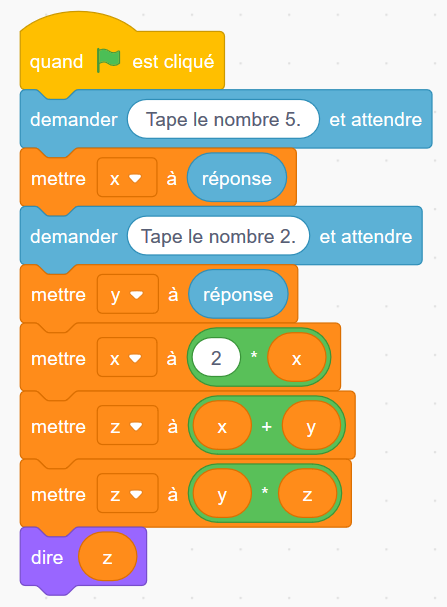 quand est cliqué
demander Tape le nombre 5. et attendre
mettre x à réponse
demander Tape le nombre 2. et attendre
mettre y à réponse
mettre x à 2 * x
mettre z à x + y
mettre z à y * z
dire z